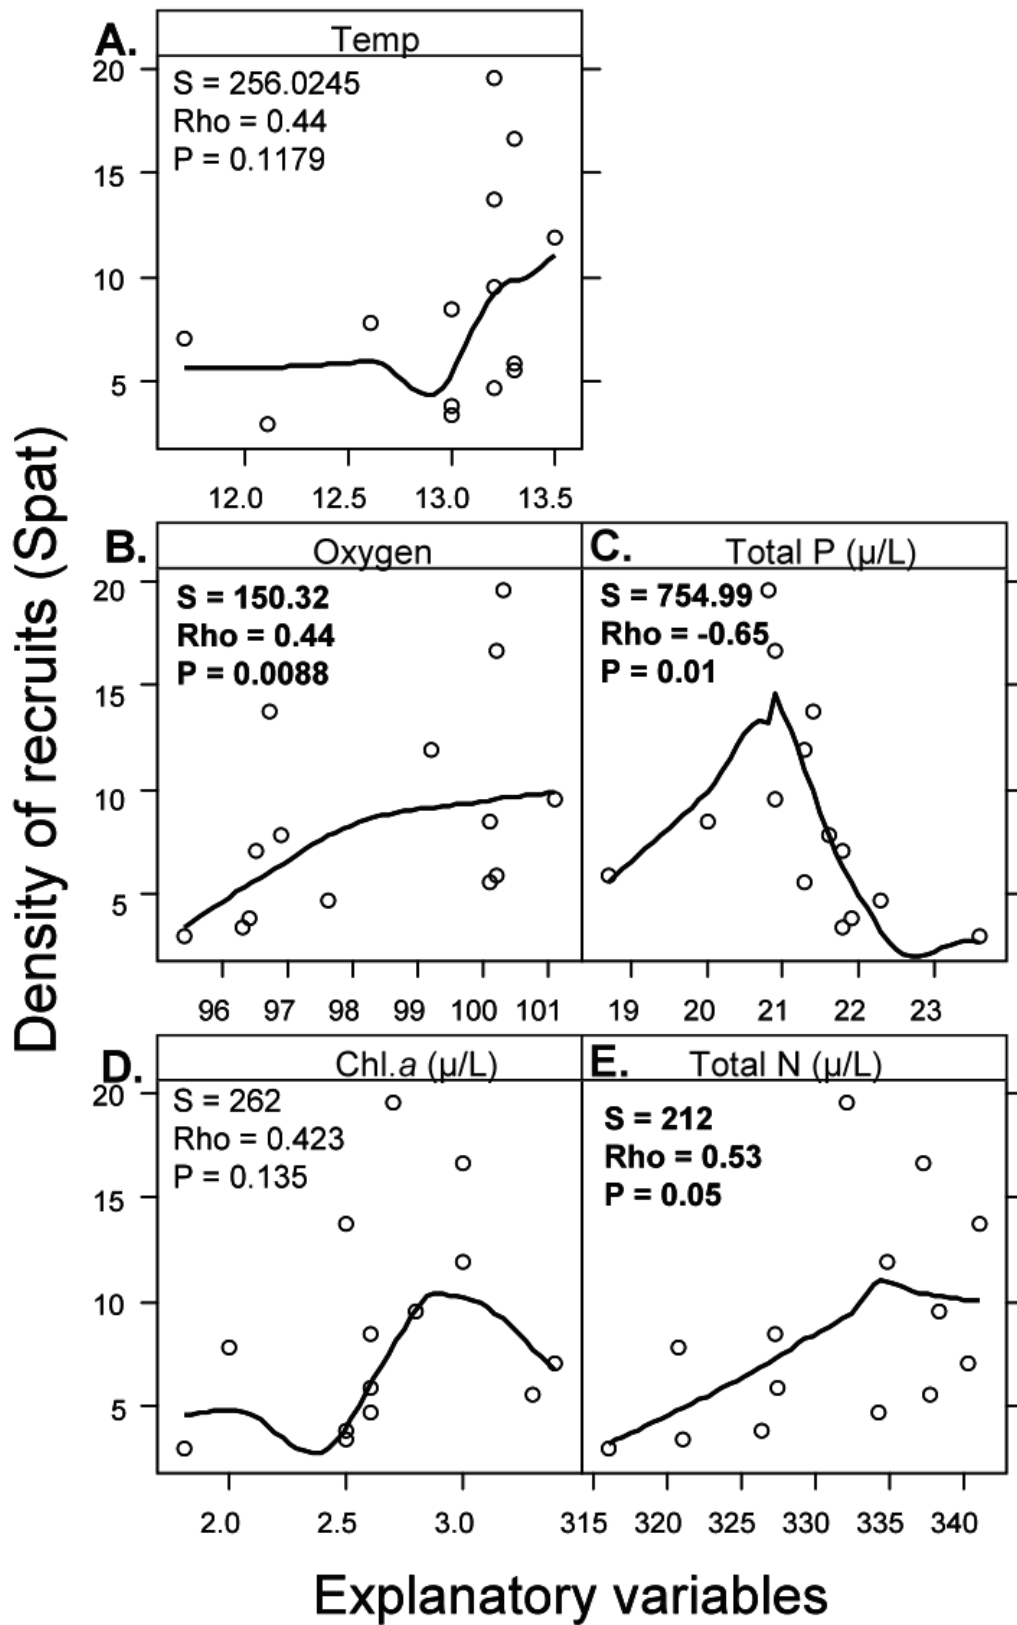 A.
Temp
S = 256.0245
Rho = 0.44
P = 0.1179
20
15
10
5
12.0 12.5 13.0 13.5
Density of recruits (Spat)
B.
Oxygen
S = 150.32
Rho = 0.44
P = 0.0088
20
15
10
5
96 97 98 99 100 101
C.
Total P (µ/L)
S = 754.99
Rho = -0.65
P = 0.01
19 20 21 22 23
D.
Chl.a (µ/L)
S = 262
Rho = 0.423
P = 0.135
20
15
10
5
2.0 2.5 3.0
E.
Total N (µ/L)
S = 212
Rho = 0.53
P = 0.05
315 320 325 330 335 340
Explanatory variables